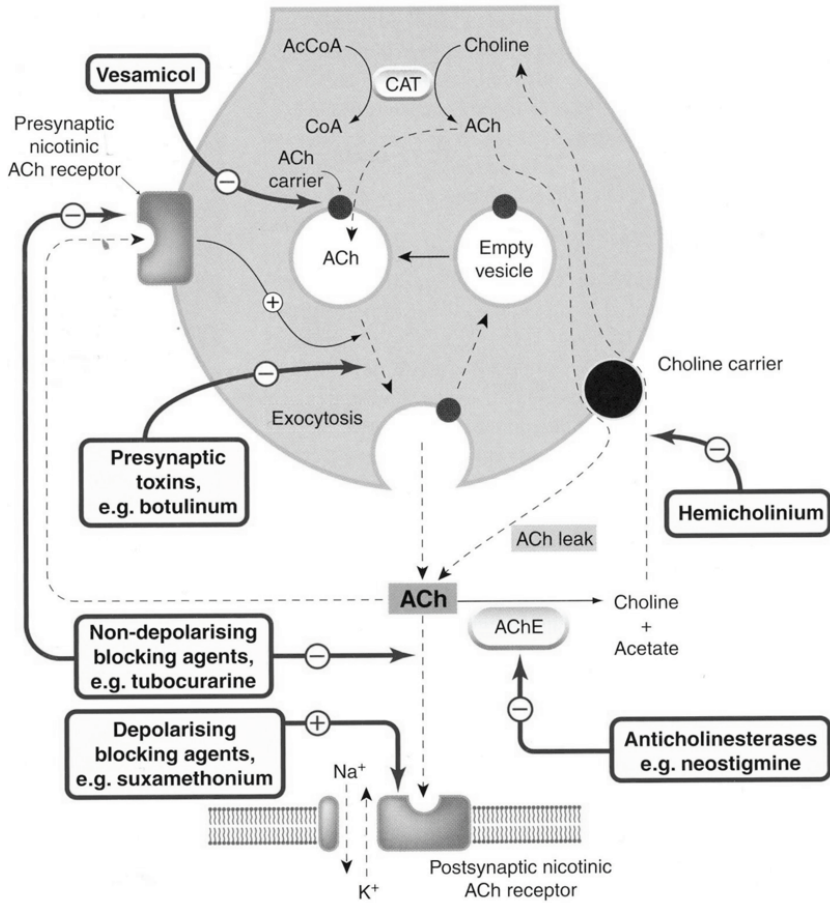 AcCoA
Choline
Vesamicol
CAT
Presynaptic
nicotinic
ACh receptor
CoA
ACh
ACh
carrier
−
−
ACh
Empty
vesicle
+
Choline carrier
−
Exocytosis
Presynaptic
toxins,
e.g. botulinum
−
Hemicholinium
ACh leak
ACh
Choline
+
Acetate
AChE
Non-depolarising
blocking agents,
e.g. tubocurarine
−
−
Depolarising
blocking agents,
e.g. suxamethonium
+
Anticholinesterases
e.g. neostigmine
Na⁺
K⁺
Postsynaptic nicotinic
ACh receptor